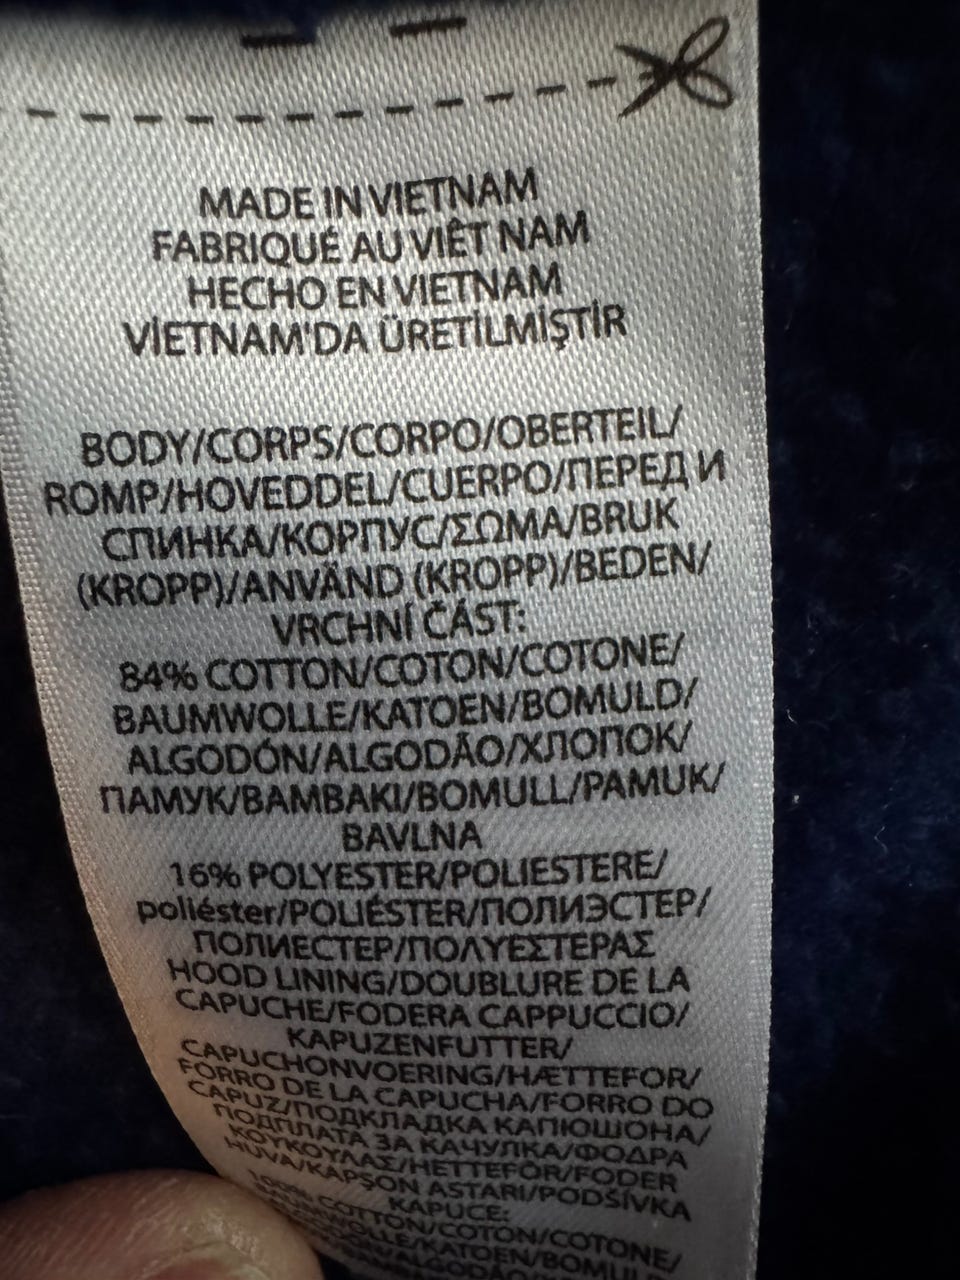 MADE IN VIETNAM
FABRIQUÉ AU VIÊT NAM
HECHO EN VIETNAM
VİETNAM'DA ÜRETİLMİŞTİR
BODY/CORPS/CORPO/OBERTEIL/
ROMP/HOVEDDEL/CUERPO/ПЕРЕД И
СПИНКА/КОРПУС/ΣΩΜΑ/BRUK
(KROPP)/ANVÄND (KROPP)/BEDEN/
VRCHNÍ ČÁST:
84% COTTON/COTON/COTONE/
BAUMWOLLE/KATOEN/BOMULD/
ALGODÓN/ALGODÃO/ХЛОПОК/
ПАМУК/BAMBAKI/BOMULL/PAMUK/
BAVLNA
16% POLYESTER/POLIESTERE/
poliéster/POLIÉSTER/ПОЛИЭСТЕР/
ПОЛИЕСТЕР/ΠΟΛΥΕΣΤΕΡΑΣ
HOOD LINING/DOUBLURE DE LA
CAPUCHE/FODERA CAPPUCCIO/
KAPUZENFUTTER/
CAPUCHONVOERING/HÆTTEFOR/
FORRO DE LA CAPUCHA/FORRO DO
CAPUZ/ПОДКЛАДКА КАПЮШОНА/
ПОДПЛАТА ЗА КАЧУЛКА/ΦΟΔΡΑ
ΚΟΥΚΟΥΛΑΣ/HETTEFÔR/FODER
HUVA/KAPŞON ASTARI/PODŠÍVKA
KAPUCE:
100% COTTON/COTON/COTONE/
BAUMWOLLE/KATOEN/BOMULD/